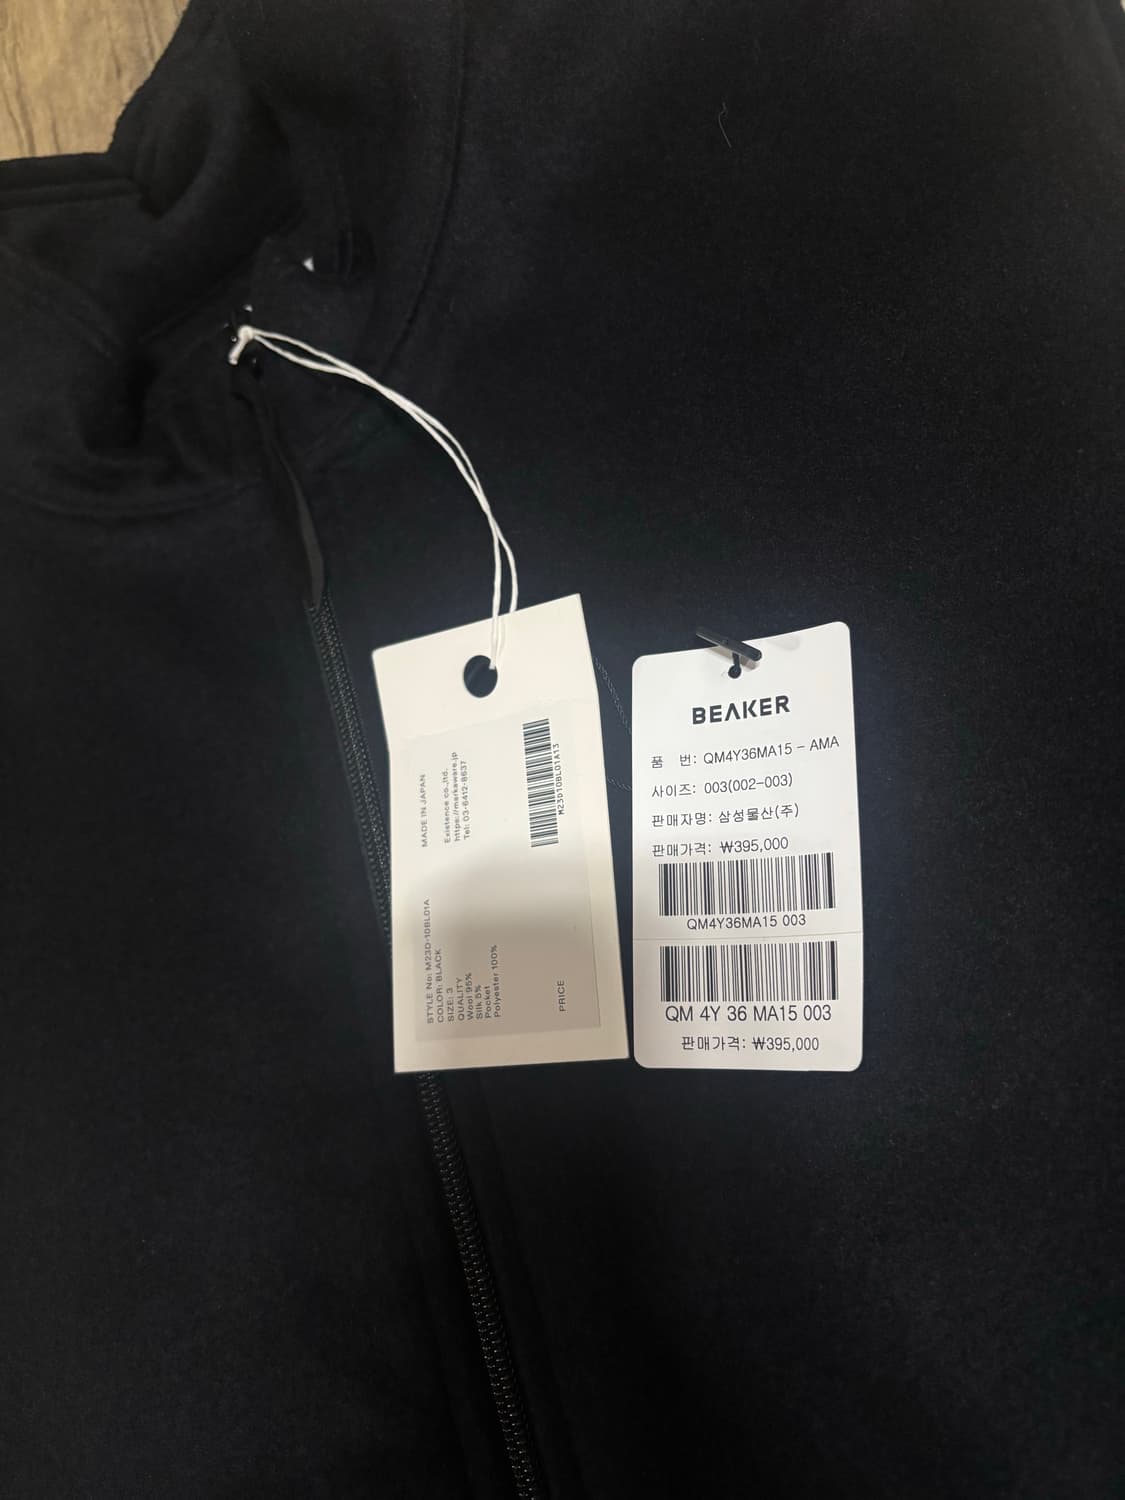 MADE IN JAPAN
Existence co.,ltd.
https://markaware.jp
Tel: 03-6412-8637
M23D10BL01A13
STYLE No: M23D-10BL01A
COLOR: BLACK
SIZE: 3
QUALITY
Wool 95%
Silk 5%
Pocket
Polyester 100%
PRICE
BEAKER
품 번: QM4Y36MA15 - AMA
사이즈: 003(002-003)
판매자명: 삼성물산(주)
판매가격: ₩395,000
QM4Y36MA15 003
QM 4Y 36 MA15 003
판매가격: ₩395,000